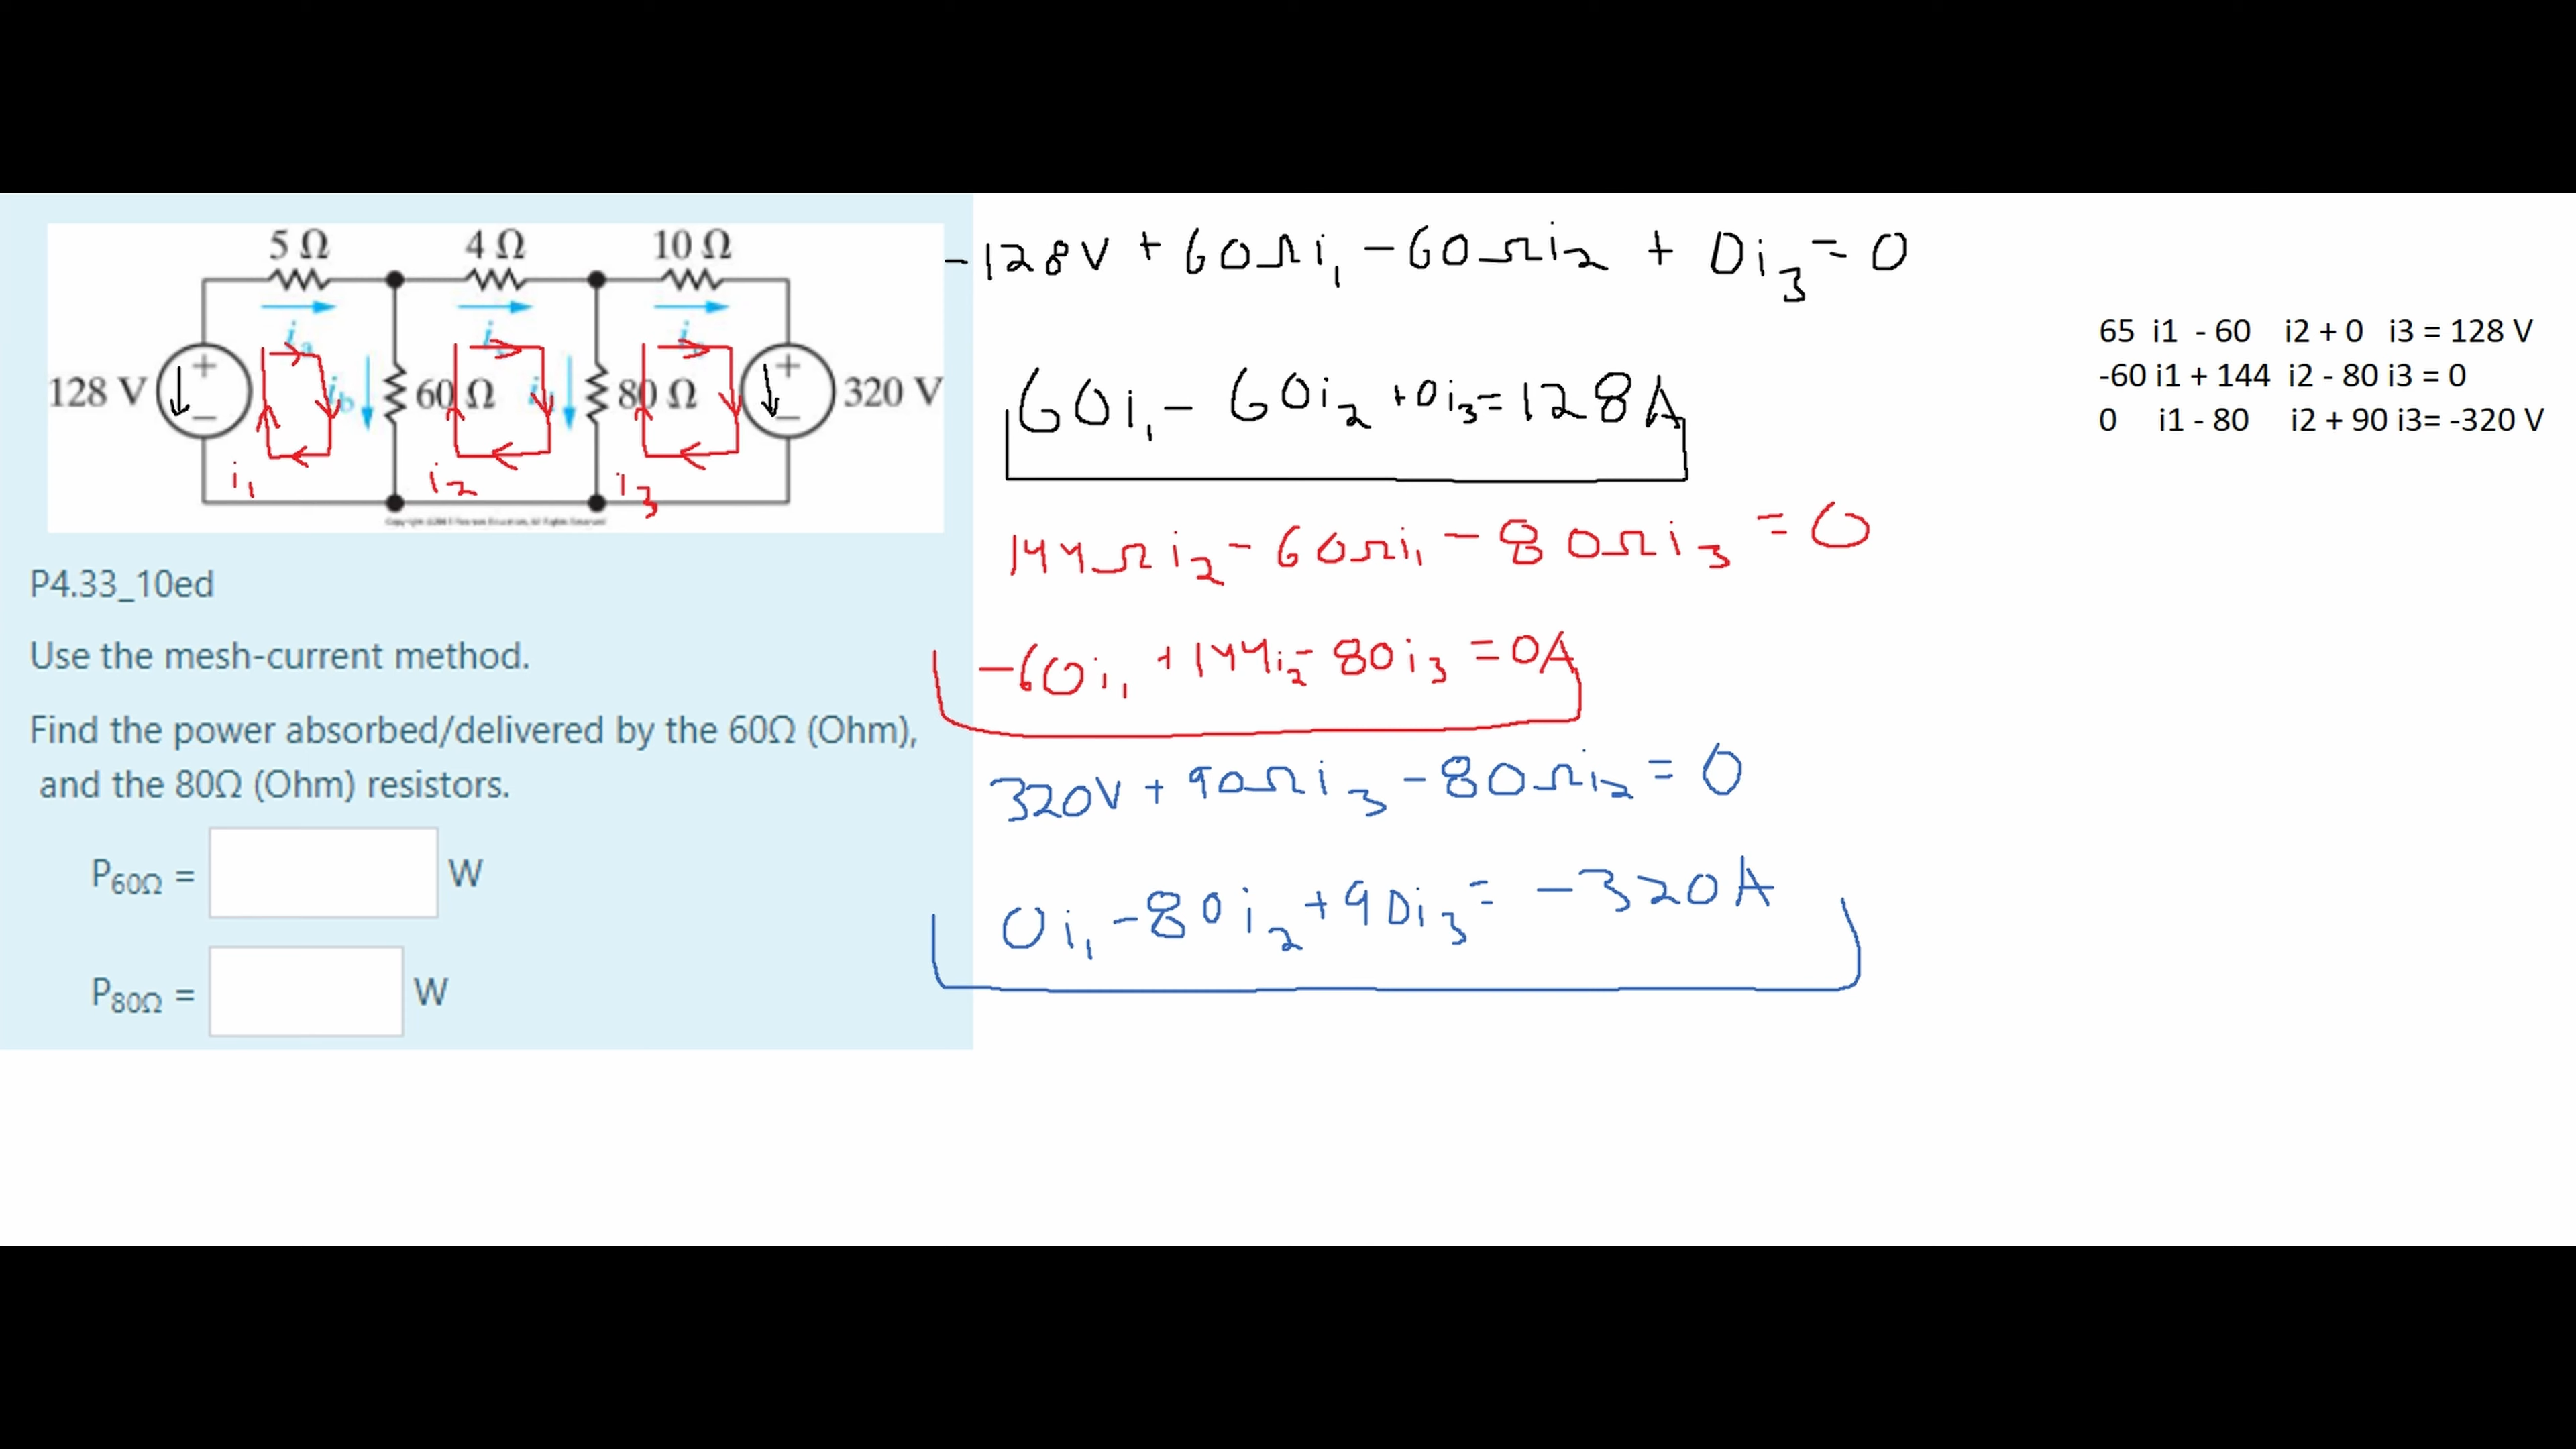 5 Ω 4 Ω 10 Ω
128 V + − 60 Ω 80 Ω + − 320 V
i₁ i₂ i₃
P4.33_10ed
Use the mesh-current method.
Find the power absorbed/delivered by the 60Ω (Ohm),
and the 80Ω (Ohm) resistors.
P60Ω = W
P80Ω = W
-128V + 60Ωi₁ - 60Ωi₂ + 0i₃ = 0
60i₁ - 60i₂ + 0i₃ = 128A
144Ωi₂ - 60Ωi₁ - 80Ωi₃ = 0
-60i₁ + 144i₂ - 80i₃ = 0A
320V + 90Ωi₃ - 80Ωi₂ = 0
0i₁ - 80i₂ + 90i₃ = -320A
65 i1 - 60 i2 + 0 i3 = 128 V
-60 i1 + 144 i2 - 80 i3 = 0
0 i1 - 80 i2 + 90 i3= -320 V